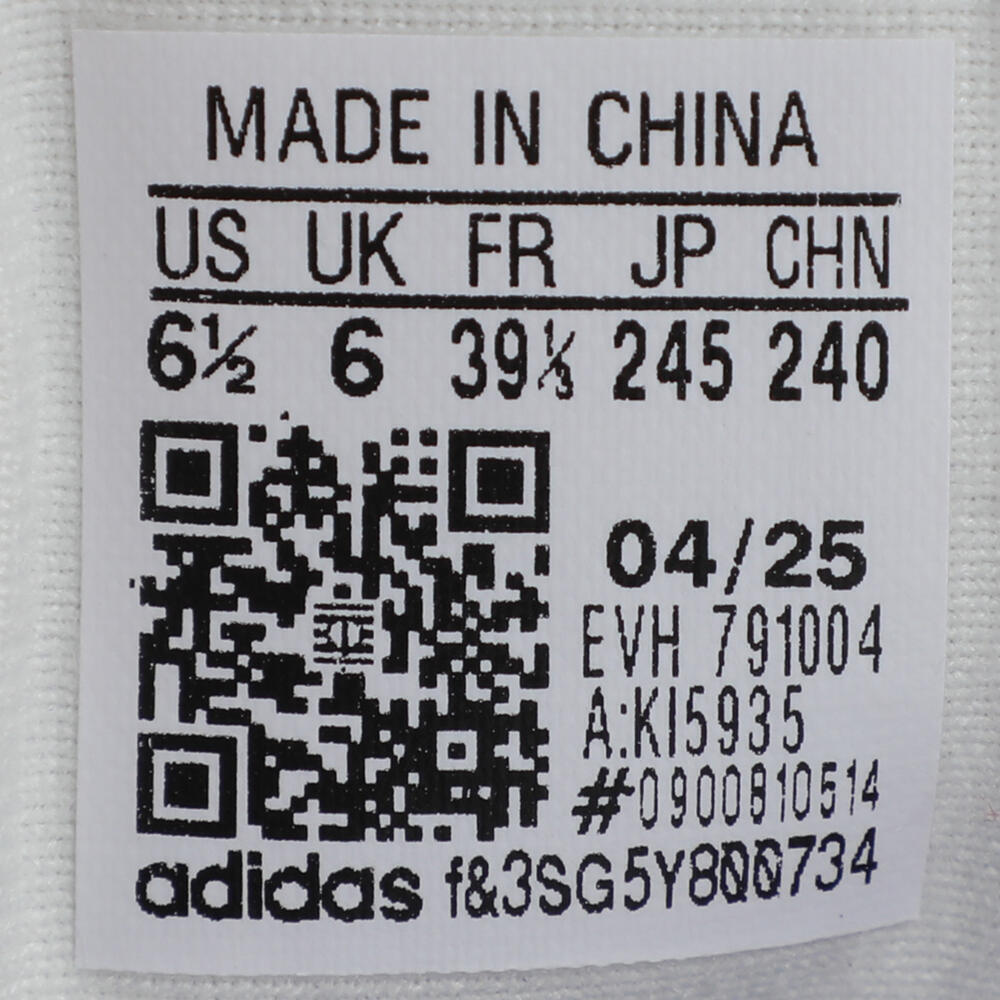 MADE IN CHINA
US UK FR JP CHN
6½ 6 39⅓ 245 240
04/25
EVH 791004
A:KI5935
#0900810514
adidas f&3SG5Y800734